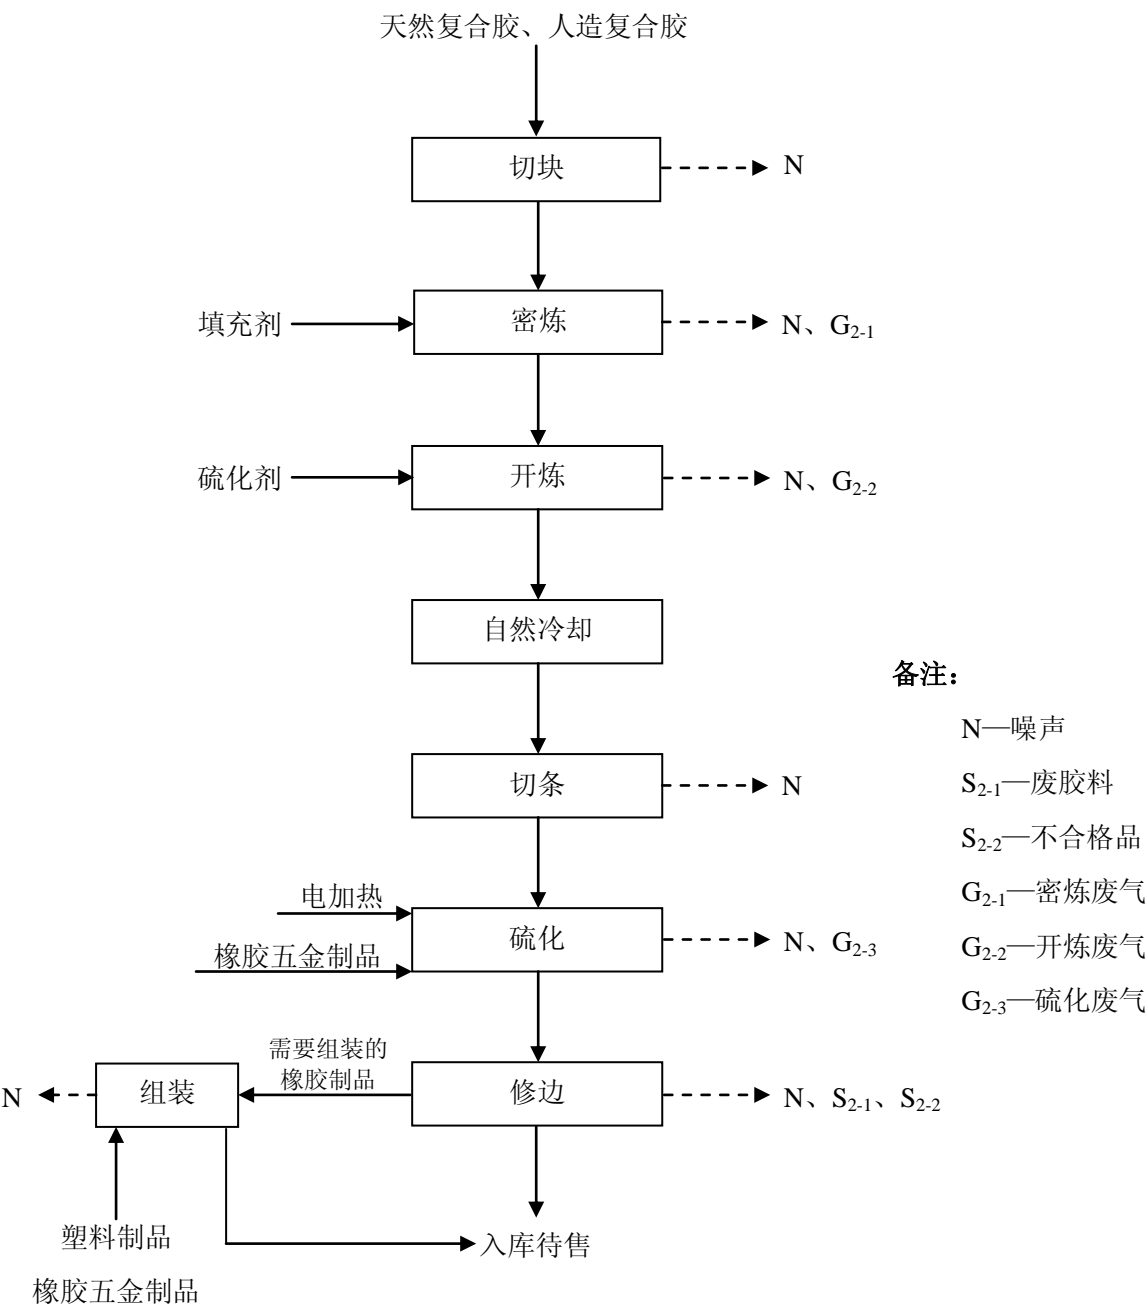 天然复合胶、人造复合胶
切块
N
填充剂
密炼
N、G2-1
硫化剂
开炼
N、G2-2
自然冷却
备注：
N—噪声
切条
N
S2-1—废胶料
S2-2—不合格品
电加热
G2-1—密炼废气
硫化
N、G2-3
橡胶五金制品
G2-2—开炼废气
G2-3—硫化废气
需要组装的
橡胶制品
N
组装
修边
N、S2-1、S2-2
塑料制品
橡胶五金制品
入库待售